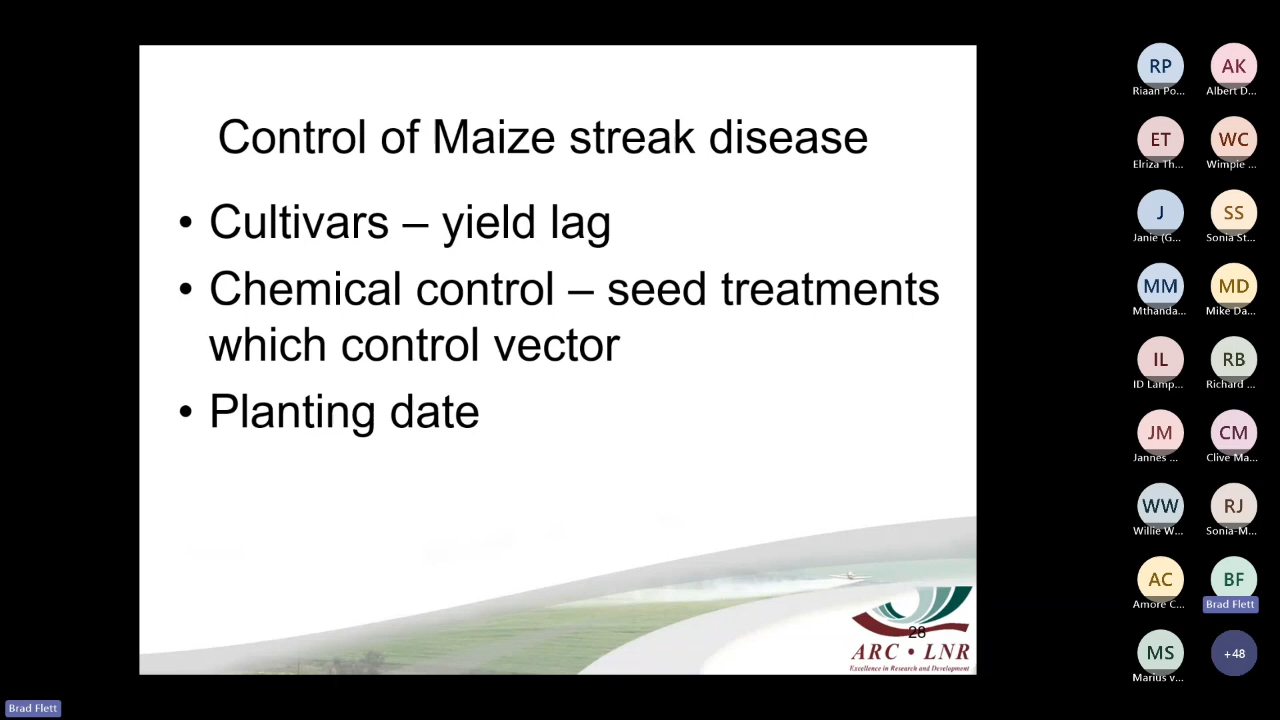 Control of Maize streak disease
• Cultivars – yield lag
• Chemical control – seed treatments
which control vector
• Planting date
28
ARC • LNR
Excellence in Research and Development
RP
Riaan Po...
AK
Albert D...
ET
Elriza Th...
WC
Wimpie ...
J
Janie (G...
SS
Sonia St...
MM
Mthanda...
MD
Mike Da...
IL
ID Lamp...
RB
Richard ...
JM
Jannes ...
CM
Clive Ma...
WW
Willie W...
RJ
Sonia-M...
AC
Amore C...
BF
Brad Flett
MS
Marius v...
+48
Brad Flett